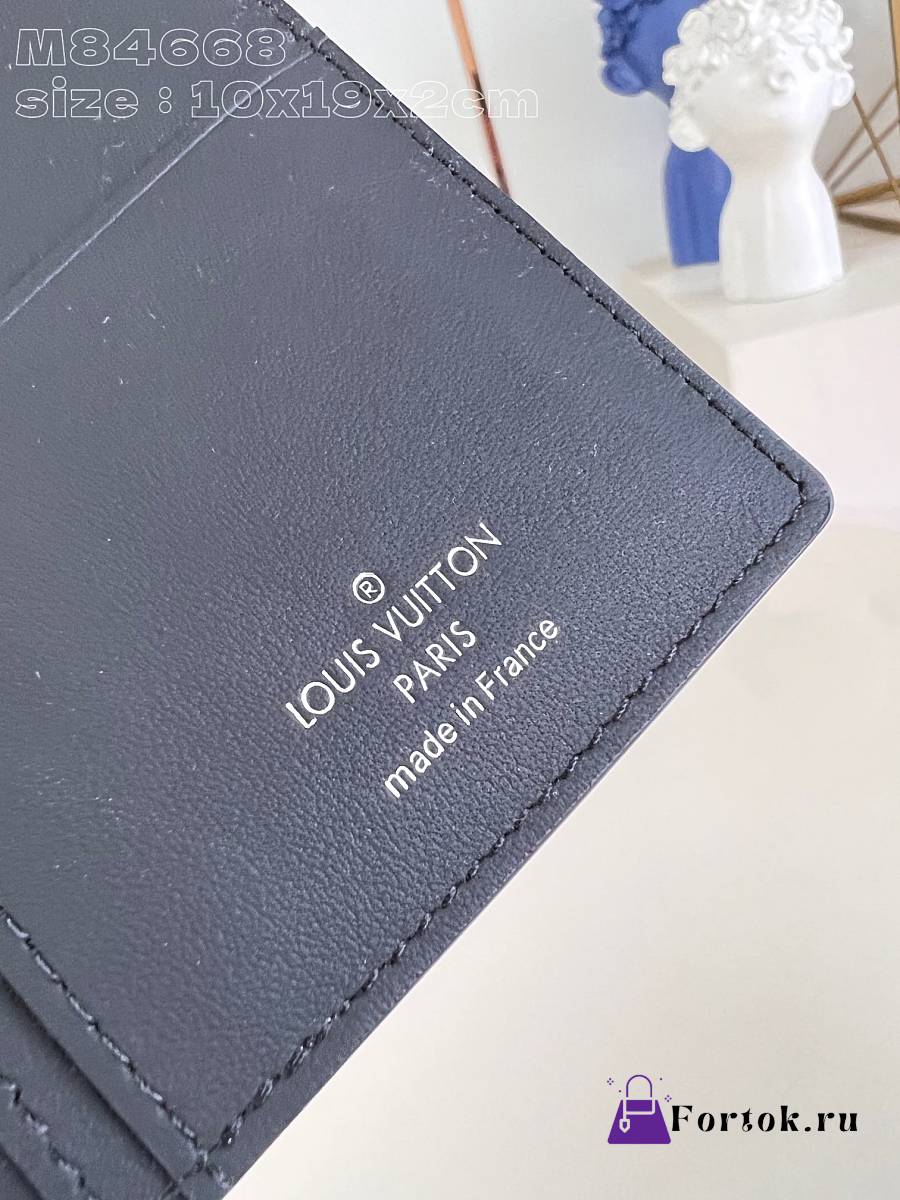 M84668
size : 10x19x2cm
®
LOUIS VUITTON
PARIS
made in France
Fortok.ru